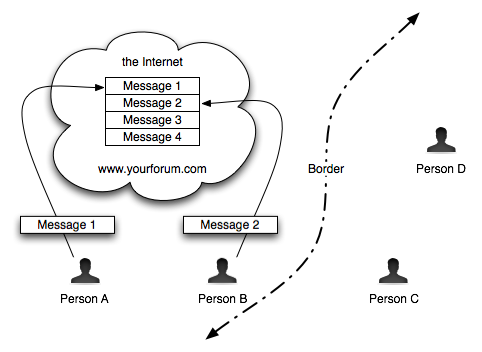 the Internet
Message 1
Message 2
Message 3
Message 4
www.yourforum.com
Border
Person D
Message 1
Message 2
Person A
Person B
Person C